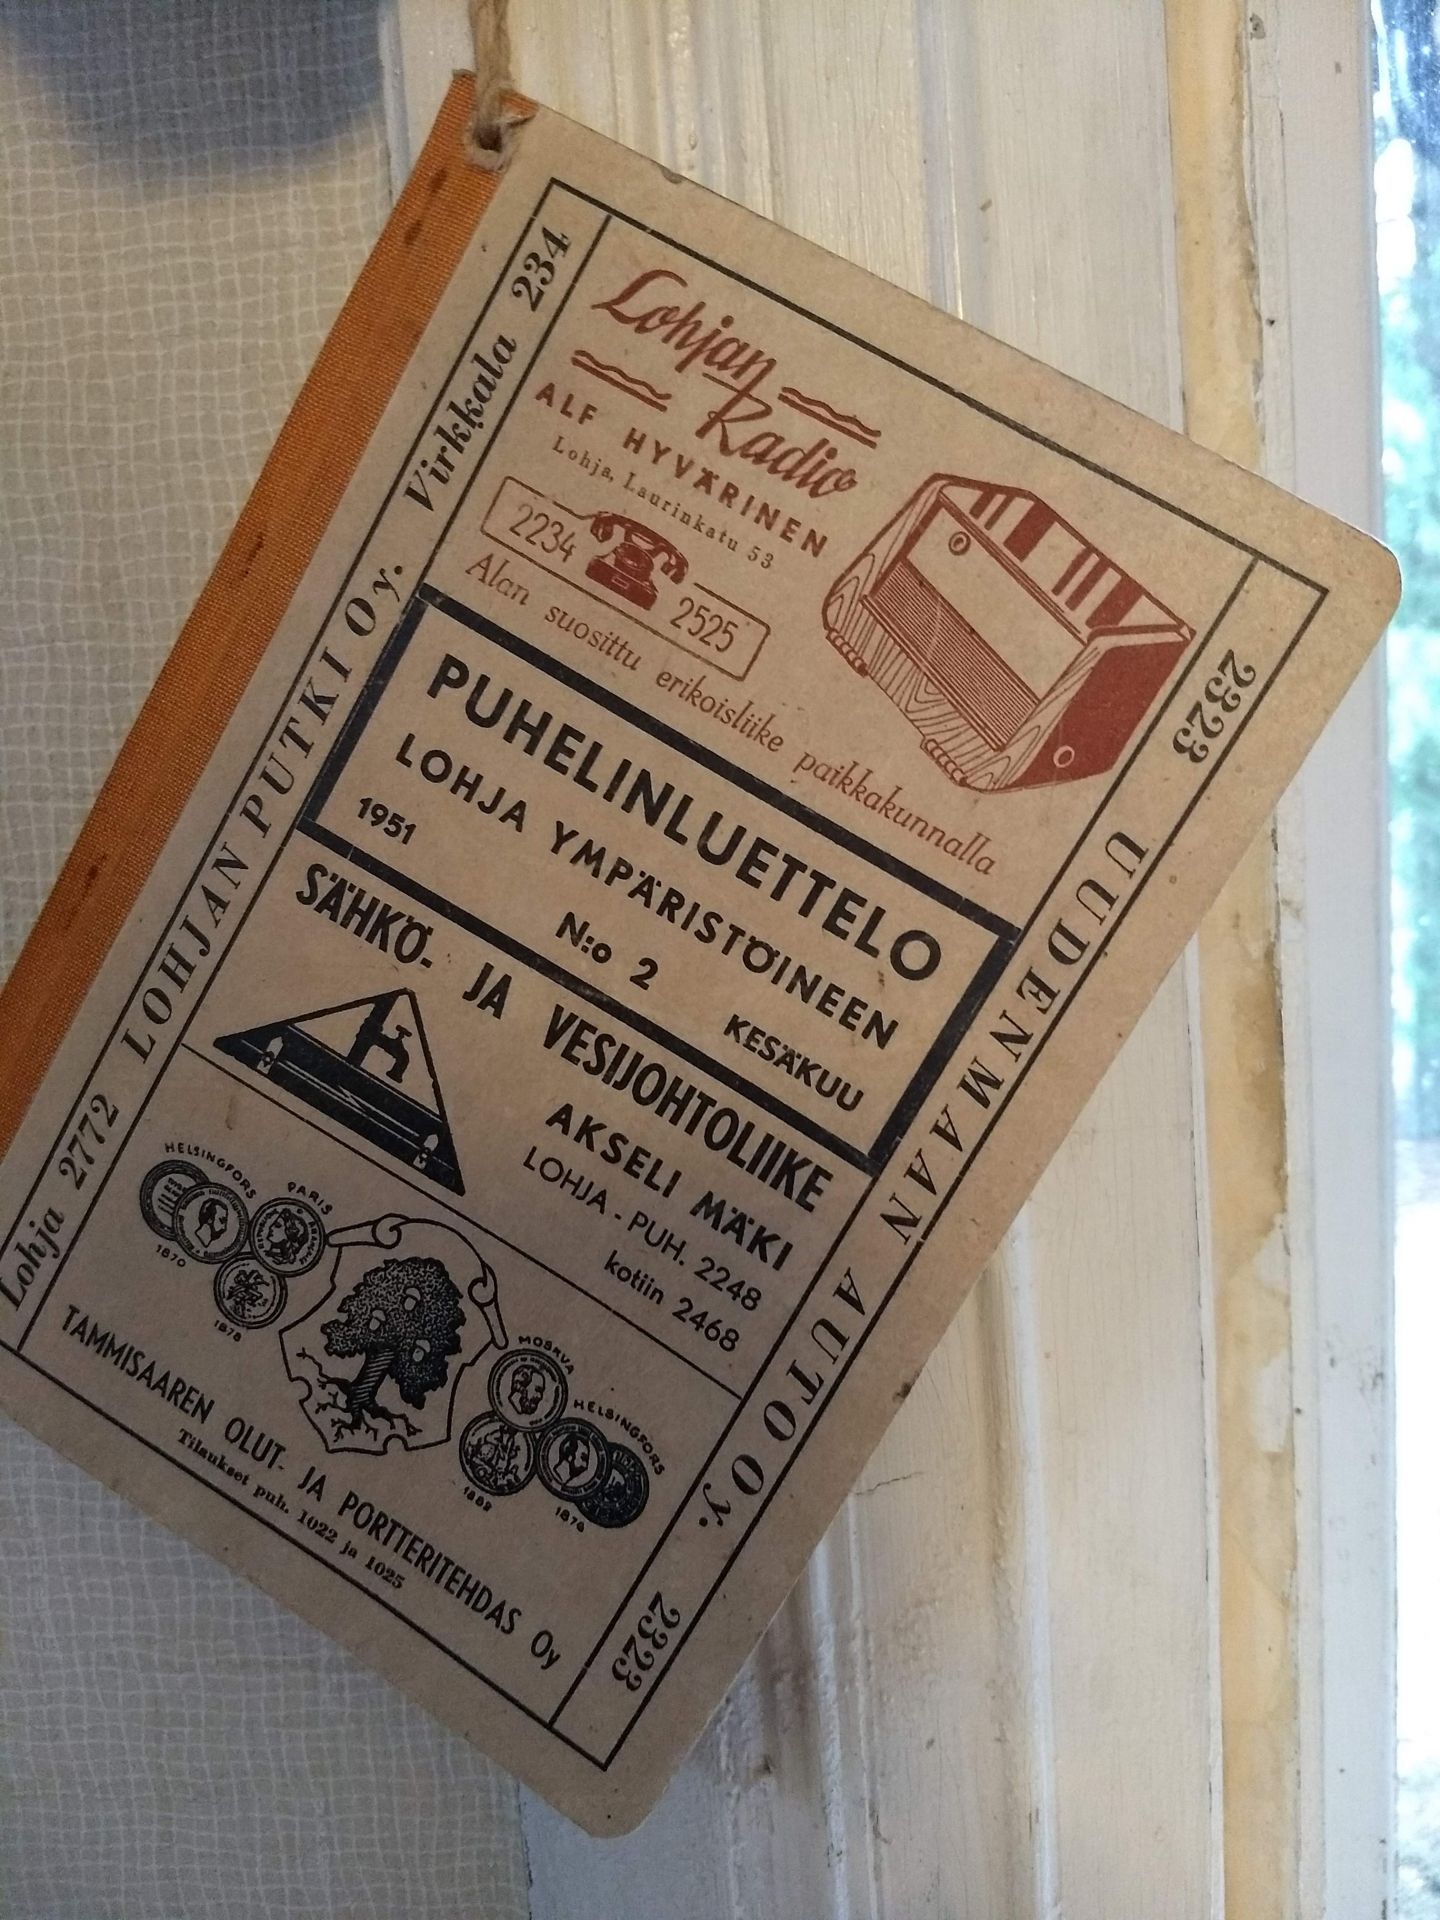 Lohja 2772 LOHJAN PUTKI Oy. Virkkala 234
Lohjan
Radio
ALF HYVÄRINEN
Lohja, Laurinkatu 53
2234
2525
Alan suosittu erikoisliike paikkakunnalla
PUHELINLUETTELO
LOHJA YMPÄRISTÖINEEN
1951 N:o 2 KESÄKUU
SÄHKÖ- JA VESIJOHTOLIIKE
AKSELI MÄKI
LOHJA - PUH. 2248
kotiin 2468
HELSINGFORS
PARIS
1870
1878
MOSKVA
HELSINGFORS
1882
1876
TAMMISAAREN OLUT- JA PORTTERITEHDAS Oy
Tilaukset puh. 1022 ja 1025
2323 UUDENMAAN AUTO Oy. 2323